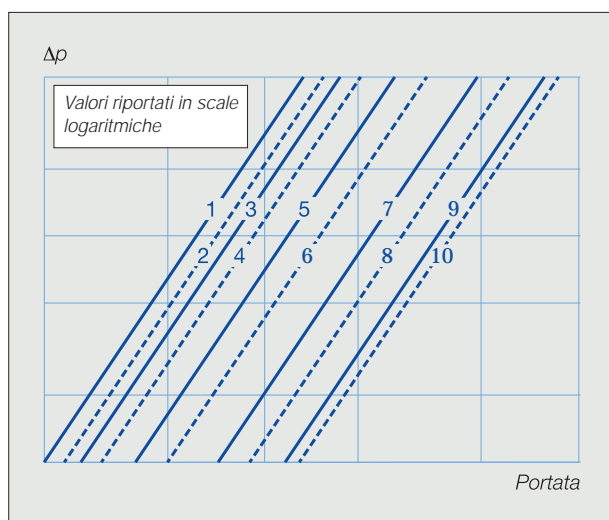 Δp
Valori riportati in scale
logaritmiche
1 3 5 7 9
2 4 6 8 10
Portata